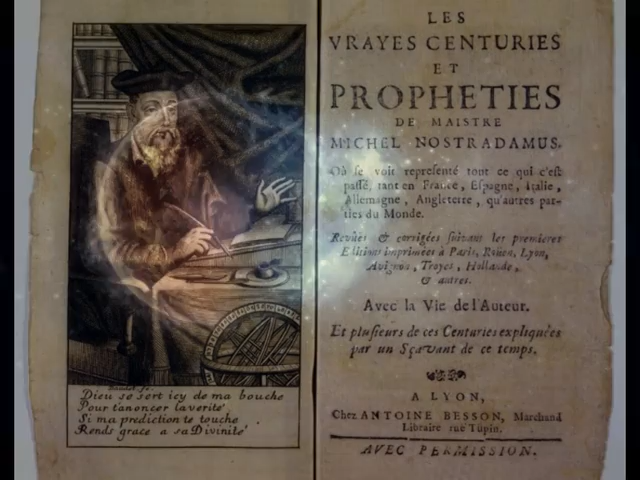 Dieu se sert icy de ma bouche
Pour t'anoncer la verité
Si ma prediction te touche
Rends grace a sa Divinité
LES
VRAYES CENTURIES
ET
PROPHETIES
DE MAISTRE
MICHEL NOSTRADAMUS.
Où se voit representé tout ce qui c'est
passé, tant en France, Espagne, Italie,
Allemagne, Angleterre, qu'autres par-
ties du Monde.
Revûës & corrigées suivant les premieres
Editions imprimées à Paris, Roüen, Lyon,
Avignon, Troyes, Hollande,
& autres.
Avec la Vie de l'Auteur.
Et plusieurs de ces Centuries expliquées
par un Sçavant de ce temps.
A LYON,
Chez ANTOINE BESSON, Marchand
Libraire ruë Tupin.
AVEC PERMISSION.